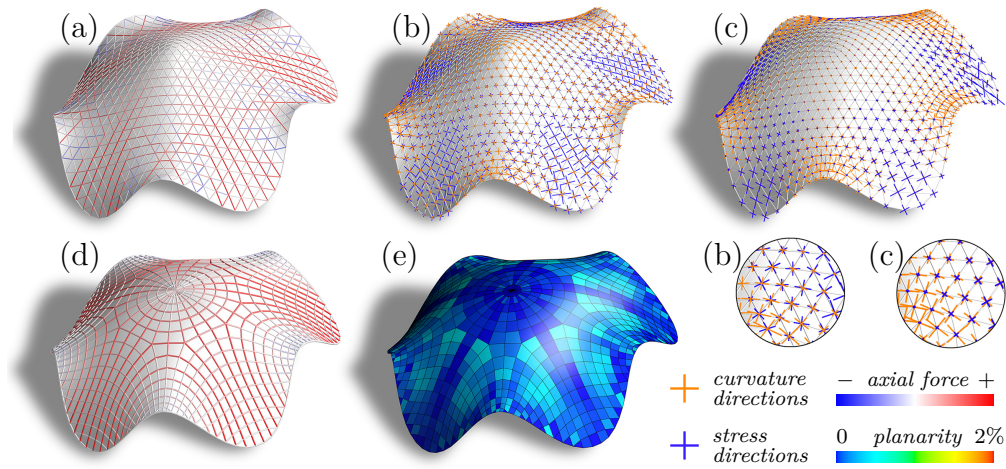 (a)
(b)
(c)
(d)
(e)
(b)
(c)
curvature
directions
− axial force +
stress
directions
0 planarity 2%